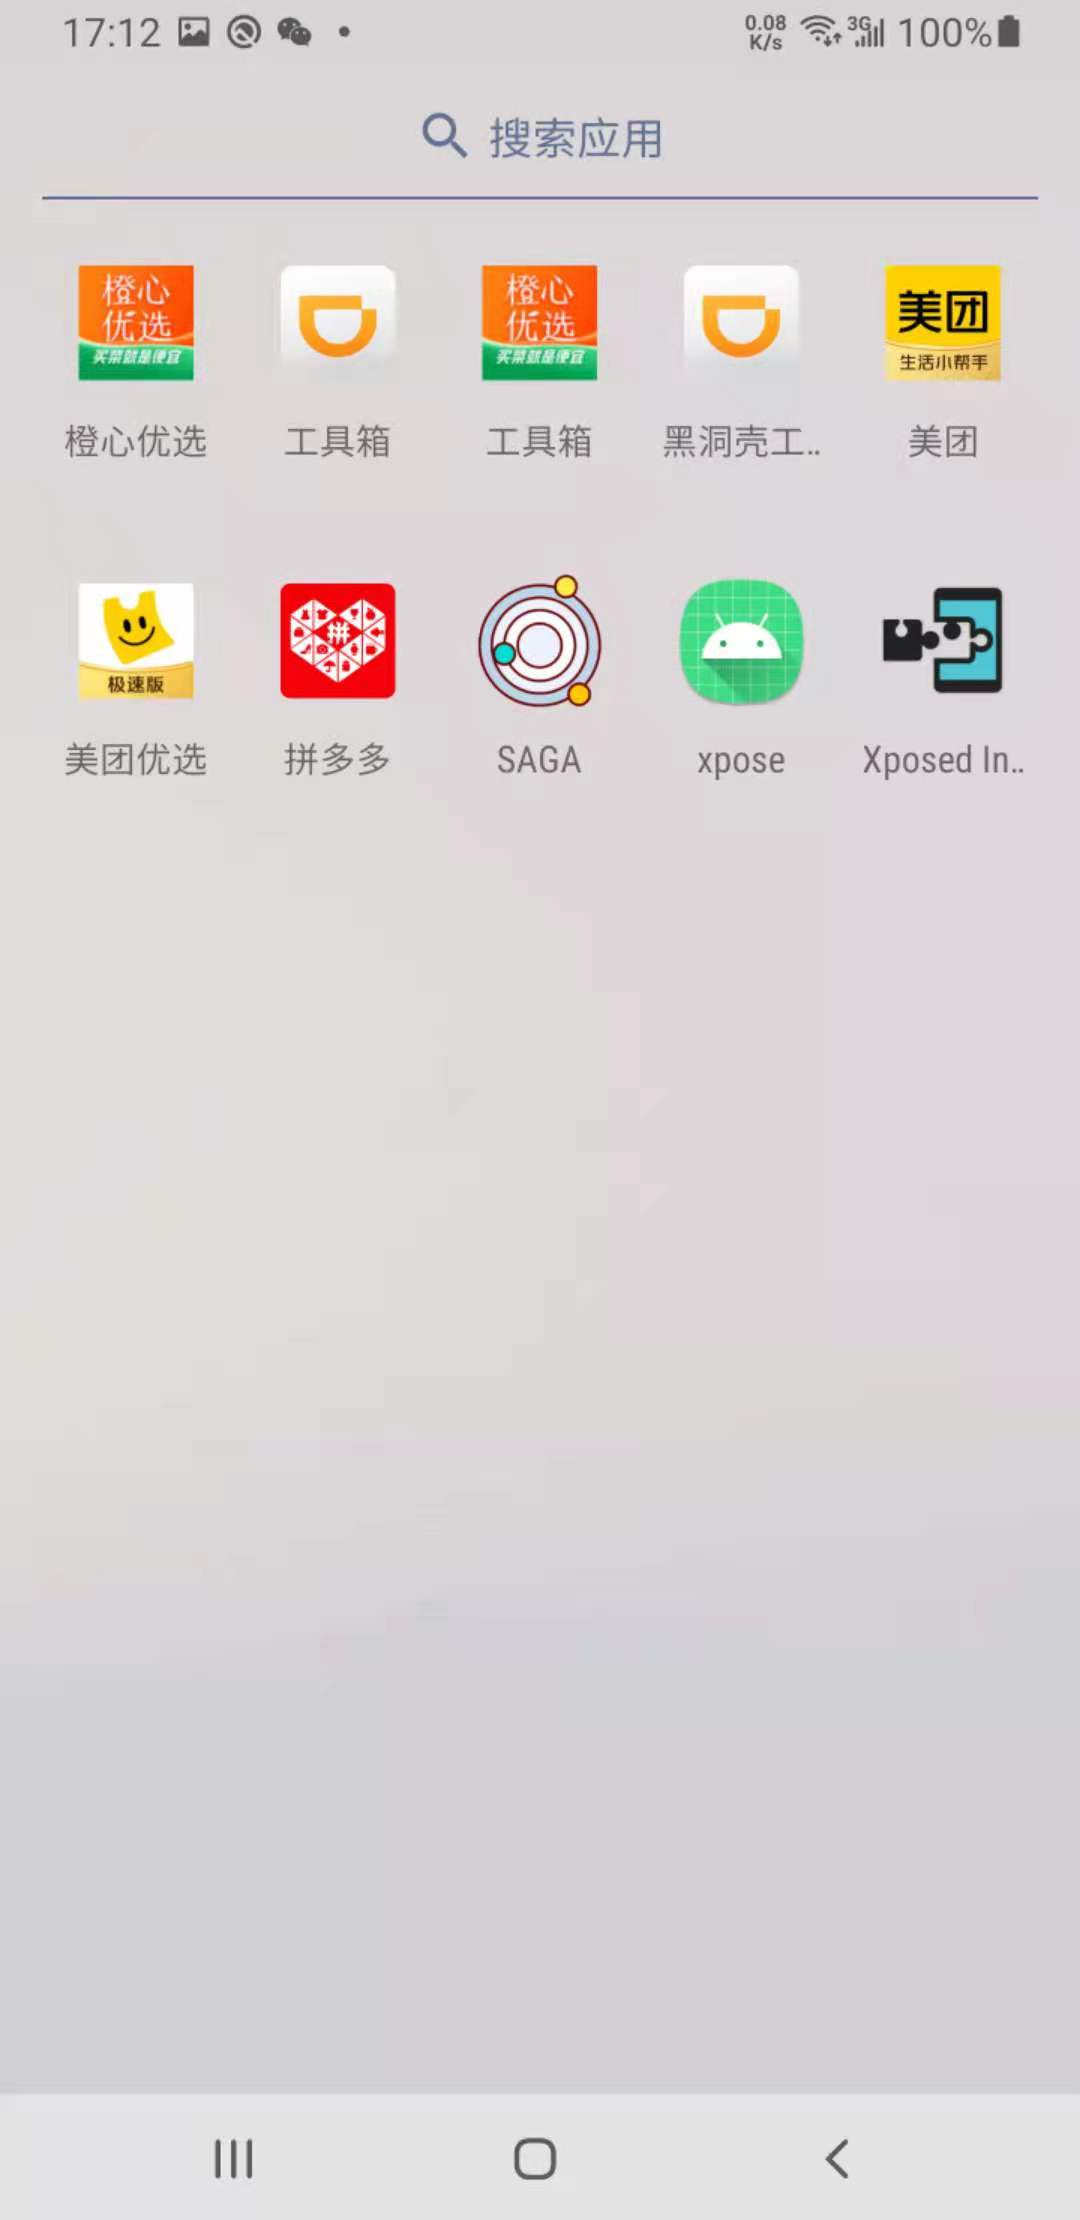 17:12
0.08
K/s
3G
100%
搜索应用
橙心
优选
买菜就是便宜
橙心
优选
买菜就是便宜
美团
生活小帮手
橙心优选
工具箱
工具箱
黑洞壳工..
美团
极速版
拼
美团优选
拼多多
SAGA
xpose
Xposed In..